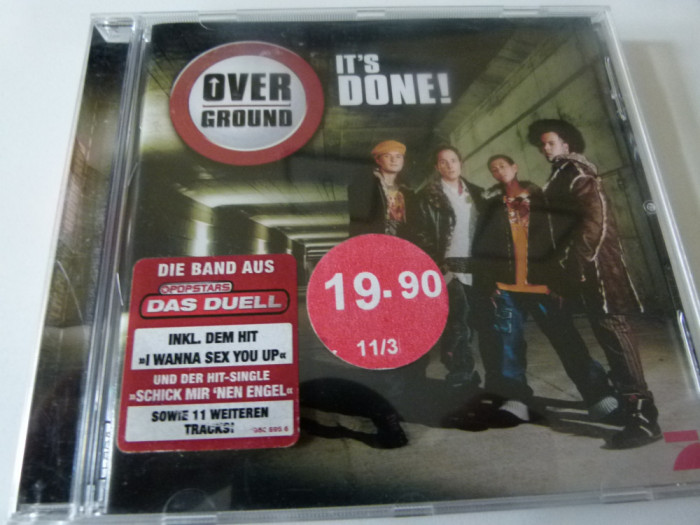 OVER
GROUND
IT'S
DONE!
DIE BAND AUS
POPSTARS
DAS DUELL
INKL. DEM HIT
»I WANNA SEX YOU UP«
UND DER HIT-SINGLE
»SCHICK MIR 'NEN ENGEL«
SOWIE 11 WEITEREN
TRACKS!
19.90
11/3
7